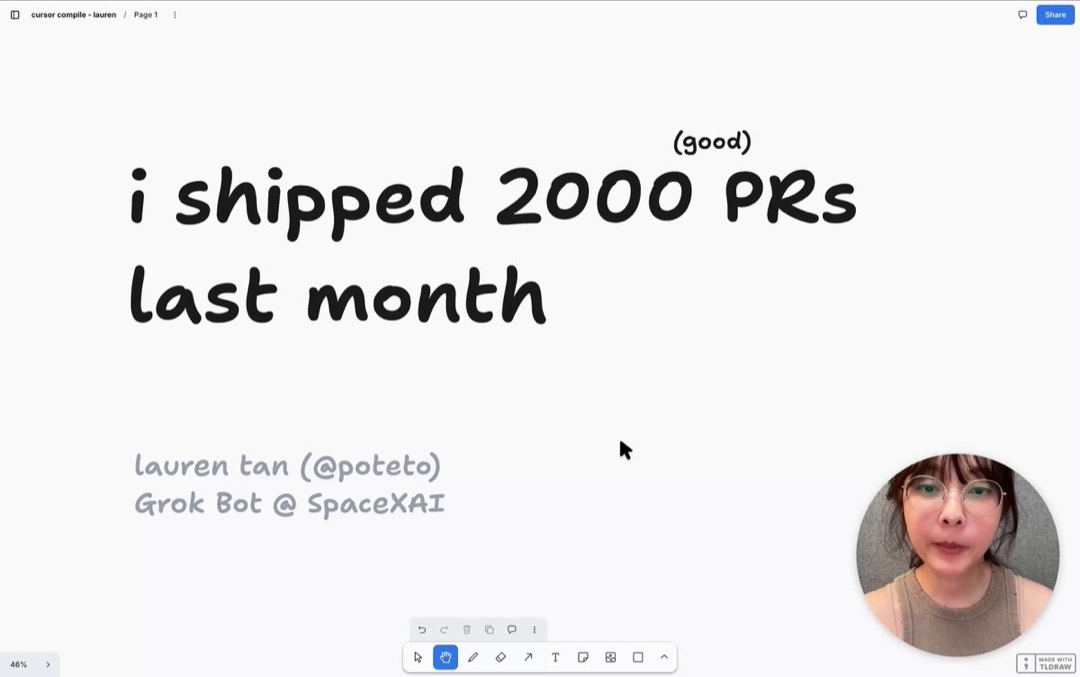 cursor compile - lauren / Page 1
Share
(good)
i shipped 2000 PRs
last month
lauren tan (@poteto)
Grok Bot @ SpaceXAI
T
46%
MADE WITH
TLDRAW